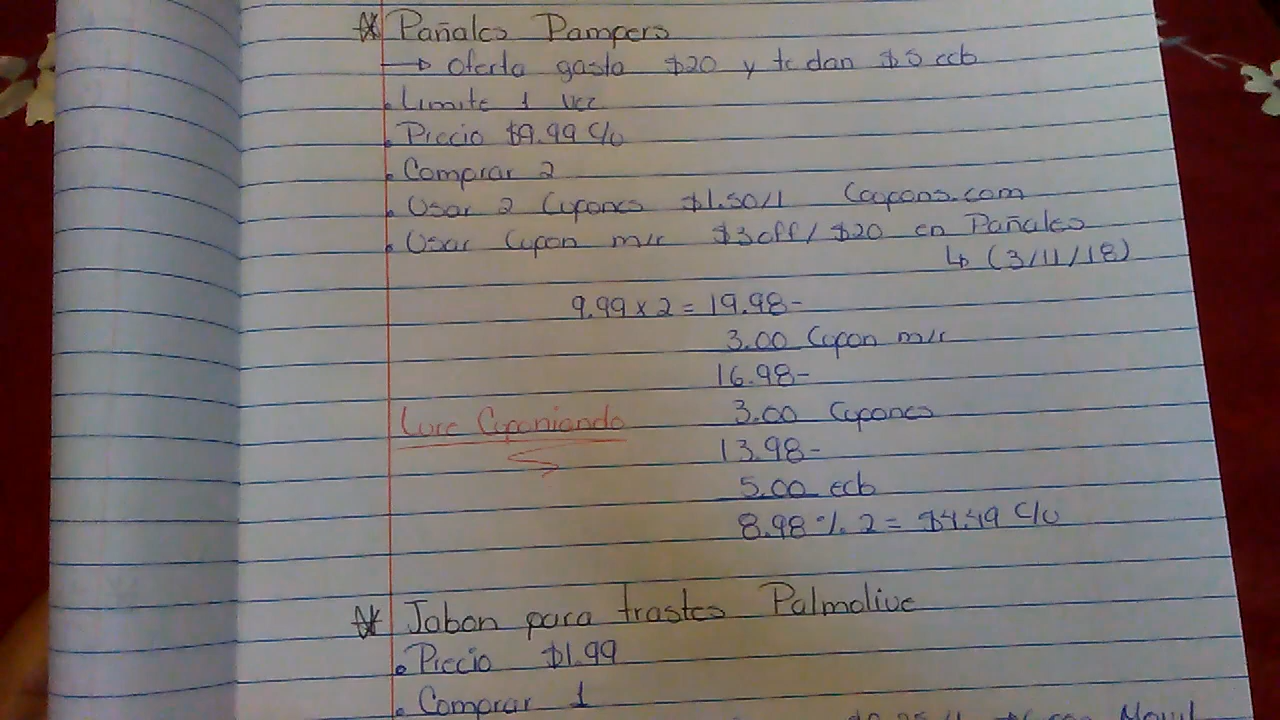 * Pañales Pampers
→ Oferta gasta $20 y te dan $5 ecb
• Limite 1 vez
• Precio $9.99 c/u
• Comprar 2
• Usar 2 Cupones $1.50/1 Coupons.com
• Usar Cupon m/r $3off/$20 en Pañales
↳ (3/11/18)
9.99 x 2 = 19.98-
3.00 Cupon m/r
16.98-
Luce Cuponiando 3.00 Cupones
13.98-
5.00 ecb
8.98 % 2 = $4.49 c/u
* Jabon para trastes Palmolive
• Precio $1.99
• Comprar 1
Movil